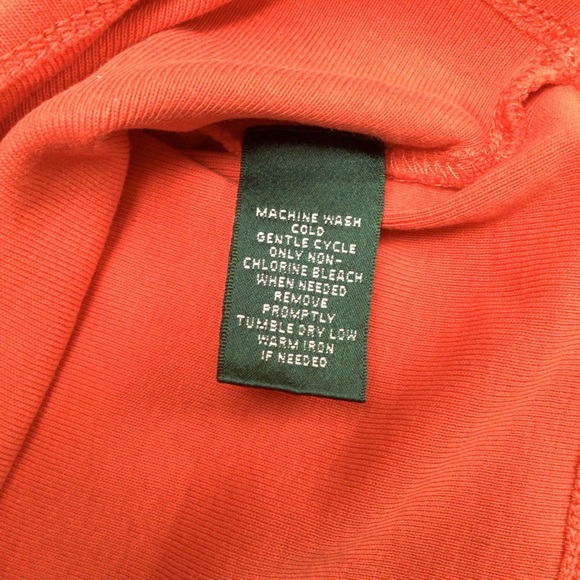 MACHINE WASH
COLD
GENTLE CYCLE
ONLY NON-
CHLORINE BLEACH
WHEN NEEDED
REMOVE
PROMPTLY
TUMBLE DRY LOW
WARM IRON
IF NEEDED